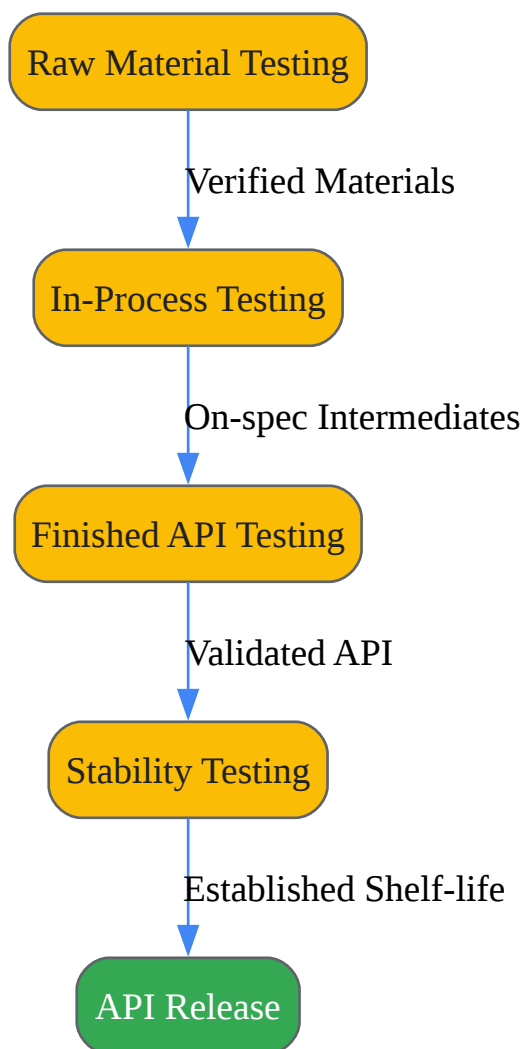 Raw Material Testing
Verified Materials
In-Process Testing
On-spec Intermediates
Finished API Testing
Validated API
Stability Testing
Established Shelf-life
API Release